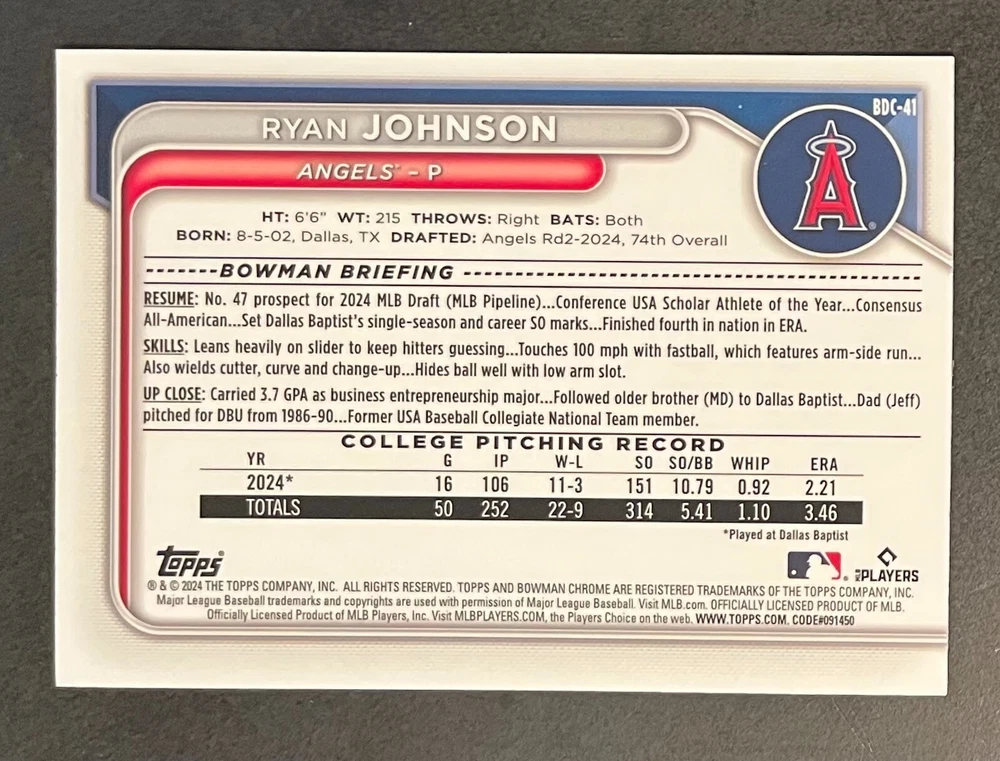 BDC-41
RYAN JOHNSON
ANGELS® - P
A®
HT: 6'6" WT: 215 THROWS: Right BATS: Both
BORN: 8-5-02, Dallas, TX DRAFTED: Angels Rd2-2024, 74th Overall
-------BOWMAN BRIEFING -------
RESUME: No. 47 prospect for 2024 MLB Draft (MLB Pipeline)...Conference USA Scholar Athlete of the Year...Consensus
All-American...Set Dallas Baptist's single-season and career SO marks...Finished fourth in nation in ERA.
SKILLS: Leans heavily on slider to keep hitters guessing...Touches 100 mph with fastball, which features arm-side run...
Also wields cutter, curve and change-up...Hides ball well with low arm slot.
UP CLOSE: Carried 3.7 GPA as business entrepreneurship major...Followed older brother (MD) to Dallas Baptist...Dad (Jeff)
pitched for DBU from 1986-90...Former USA Baseball Collegiate National Team member.
COLLEGE PITCHING RECORD
YR G IP W-L SO SO/BB WHIP ERA
2024* 16 106 11-3 151 10.79 0.92 2.21
TOTALS 50 252 22-9 314 5.41 1.10 3.46
*Played at Dallas Baptist
Topps®
MLB PLAYERS
® & © 2024 THE TOPPS COMPANY, INC. ALL RIGHTS RESERVED. TOPPS AND BOWMAN CHROME ARE REGISTERED TRADEMARKS OF THE TOPPS COMPANY, INC.
Major League Baseball trademarks and copyrights are used with permission of Major League Baseball. Visit MLB.com. OFFICIALLY LICENSED PRODUCT OF MLB.
Officially Licensed Product of MLB Players, Inc. Visit MLBPLAYERS.COM, the Players Choice on the web. WWW.TOPPS.COM. CODE#091450